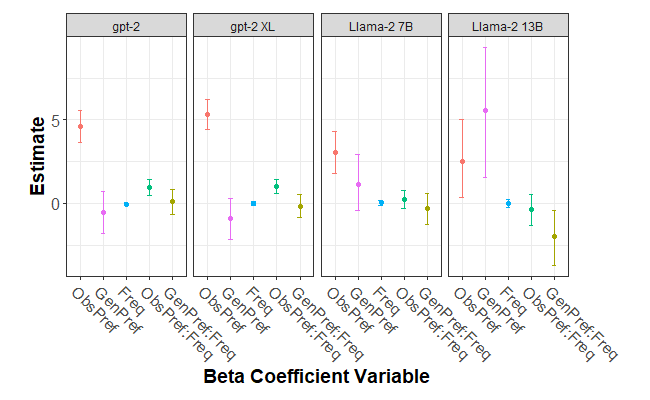 gpt-2
gpt-2 XL
Llama-2 7B
Llama-2 13B
Estimate
5
0
ObsPref
GenPref
Freq
ObsPref:Freq
GenPref:Freq
ObsPref
GenPref
Freq
ObsPref:Freq
GenPref:Freq
ObsPref
GenPref
Freq
ObsPref:Freq
GenPref:Freq
ObsPref
GenPref
Freq
ObsPref:Freq
GenPref:Freq
Beta Coefficient Variable